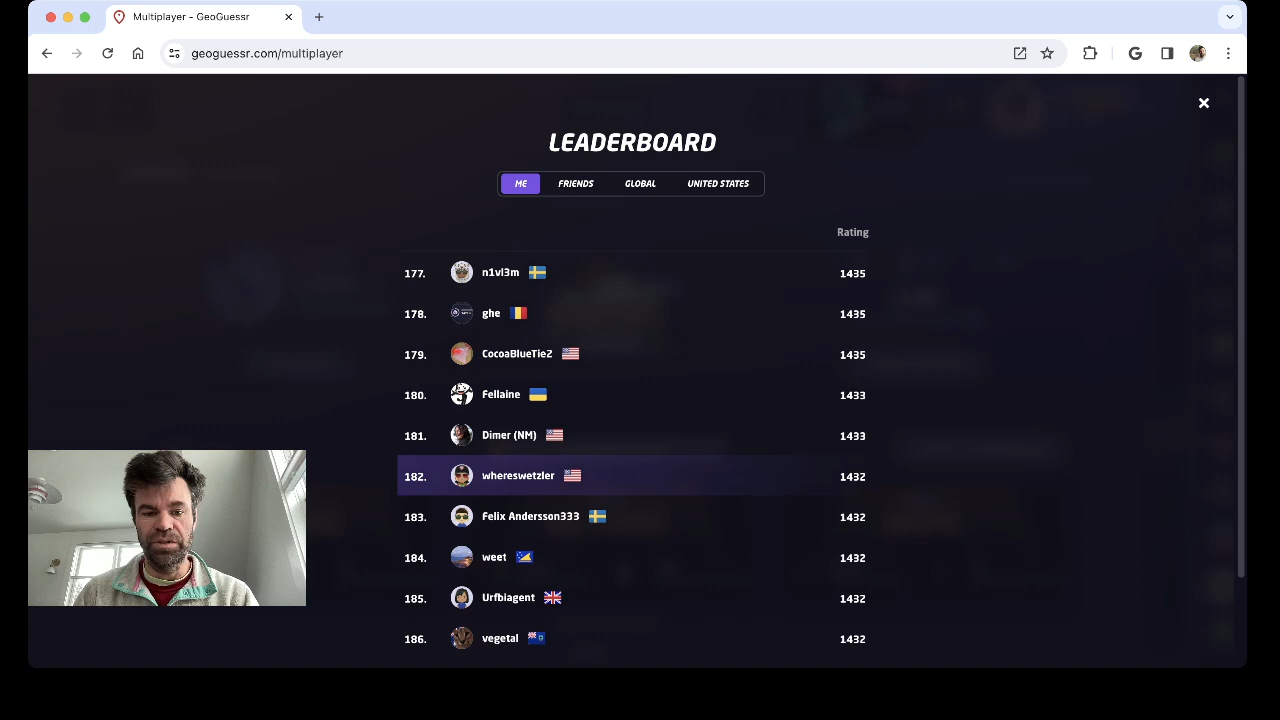 Multiplayer - GeoGuessr
geoguessr.com/multiplayer
LEADERBOARD
ME FRIENDS GLOBAL UNITED STATES
Rating
177. n1vl3m 1435
178. ghe 1435
179. CocoaBlueTie2 1435
180. Fellaine 1433
181. Dimer (NM) 1433
182. whereswetzler 1432
183. Felix Andersson333 1432
184. weet 1432
185. Urfbiagent 1432
186. vegetal 1432